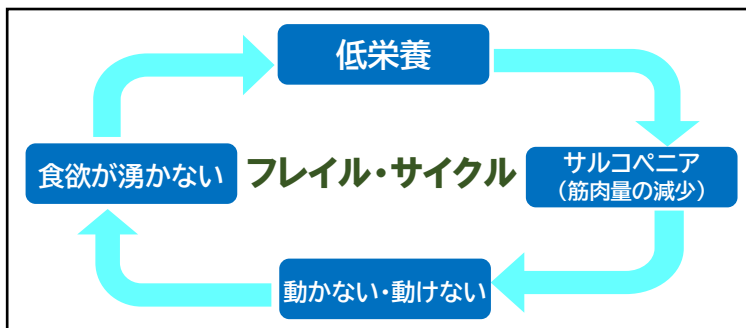 低栄養
食欲が湧かない
フレイル・サイクル
サルコペニア
(筋肉量の減少)
動かない・動けない